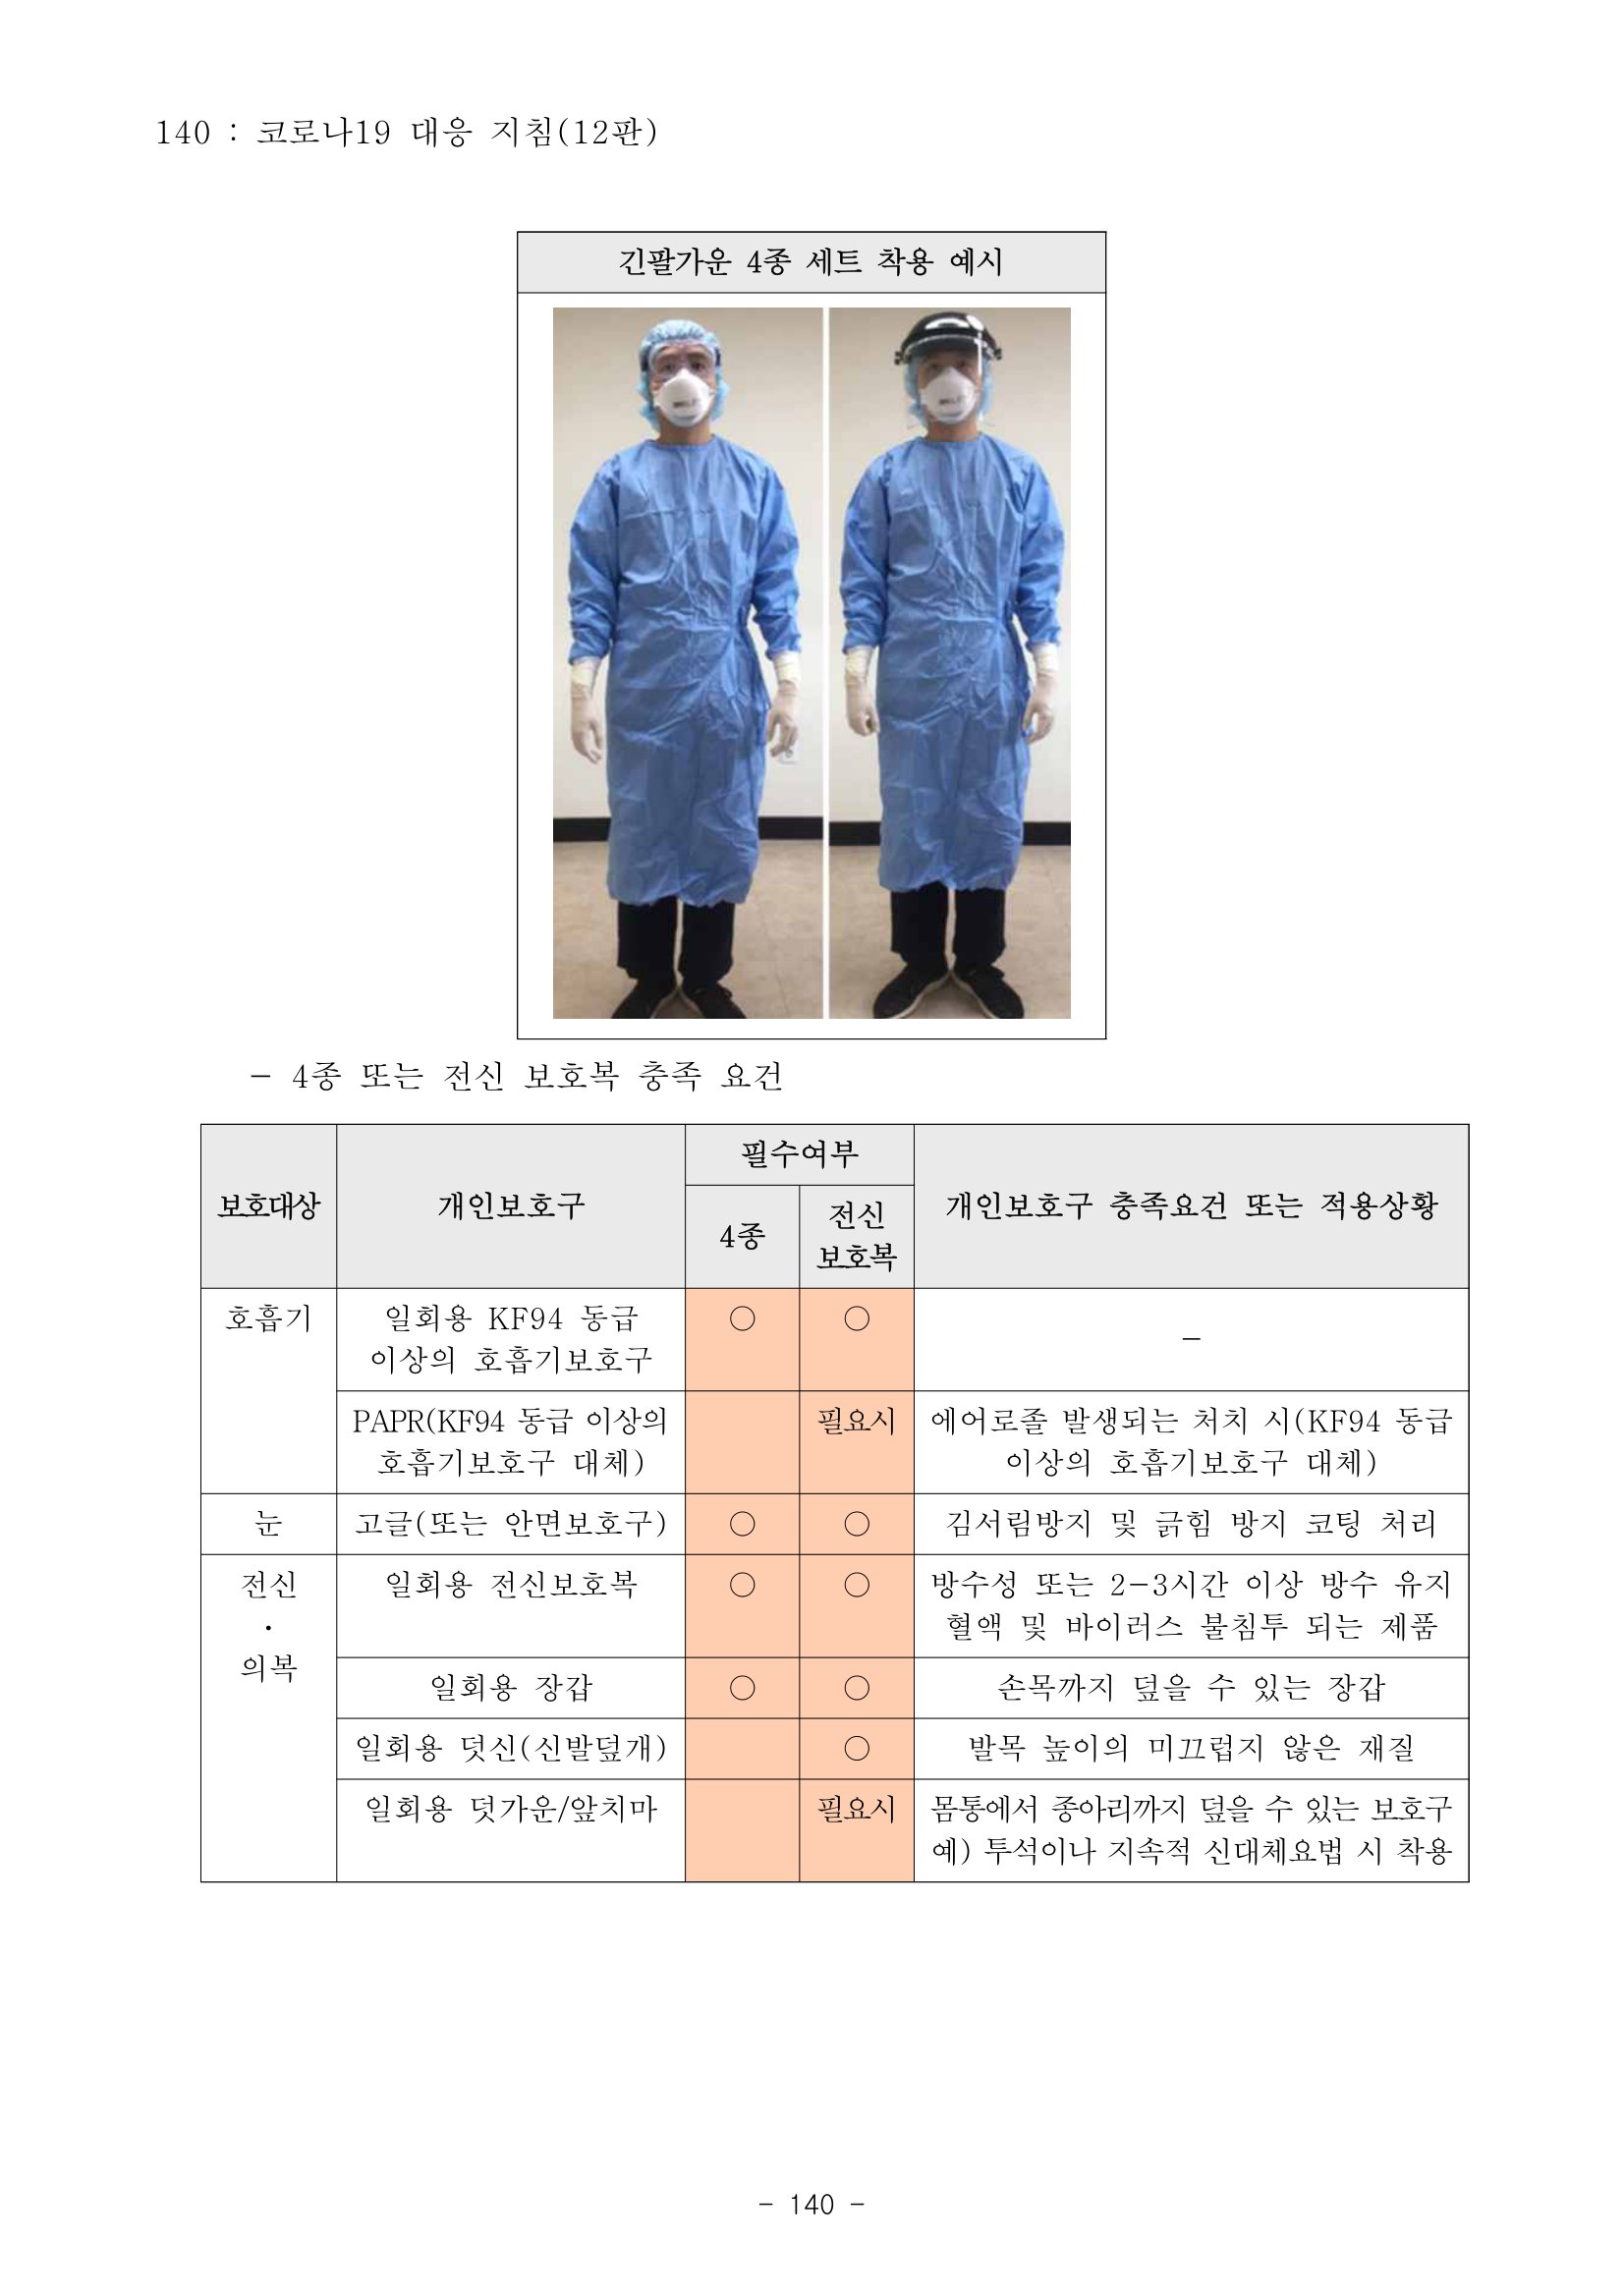 140 : 코로나19 대응 지침(12판)
긴팔가운 4종 세트 착용 예시
- 4종 또는 전신 보호복 충족 요건
보호대상
개인보호구
필수여부
4종
전신
보호복
개인보호구 충족요건 또는 적용상황
호흡기
일회용 KF94 동급
이상의 호흡기보호구
○
○
-
PAPR(KF94 동급 이상의
호흡기보호구 대체)
필요시
에어로졸 발생되는 처치 시(KF94 동급
이상의 호흡기보호구 대체)
눈
고글(또는 안면보호구)
○
○
김서림방지 및 긁힘 방지 코팅 처리
전신
·
의복
일회용 전신보호복
○
○
방수성 또는 2-3시간 이상 방수 유지
혈액 및 바이러스 불침투 되는 제품
일회용 장갑
○
○
손목까지 덮을 수 있는 장갑
일회용 덧신(신발덮개)
○
발목 높이의 미끄럽지 않은 재질
일회용 덧가운/앞치마
필요시
몸통에서 종아리까지 덮을 수 있는 보호구
예) 투석이나 지속적 신대체요법 시 착용
- 140 -